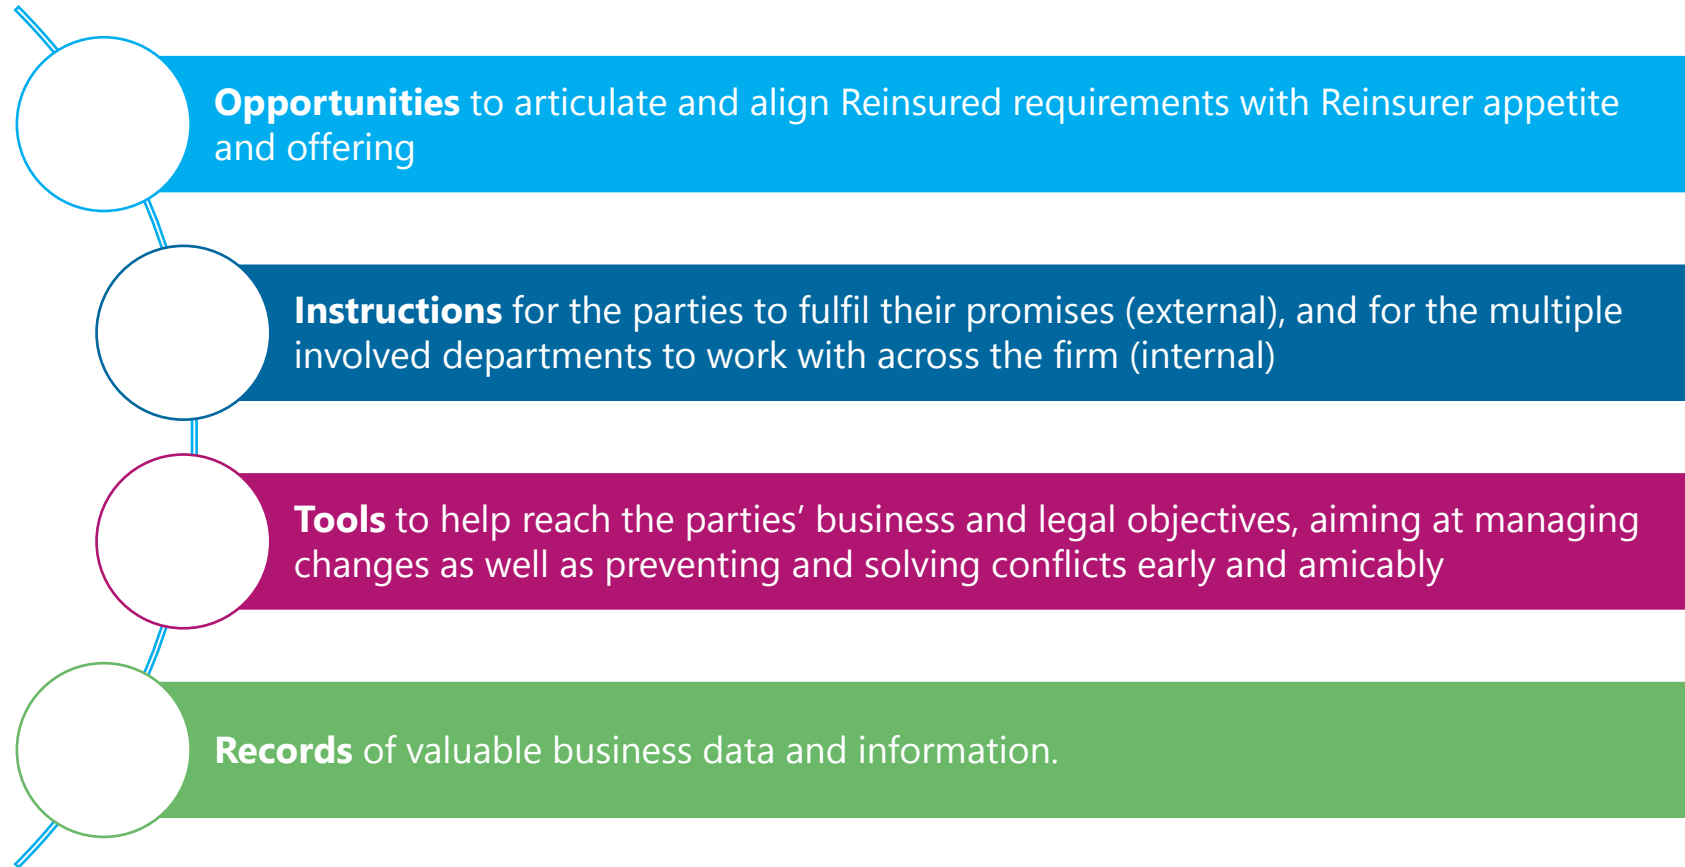 Opportunities to articulate and align Reinsured requirements with Reinsurer appetite
and offering
Instructions for the parties to fulfil their promises (external), and for the multiple
involved departments to work with across the firm (internal)
Tools to help reach the parties’ business and legal objectives, aiming at managing
changes as well as preventing and solving conflicts early and amicably
Records of valuable business data and information.